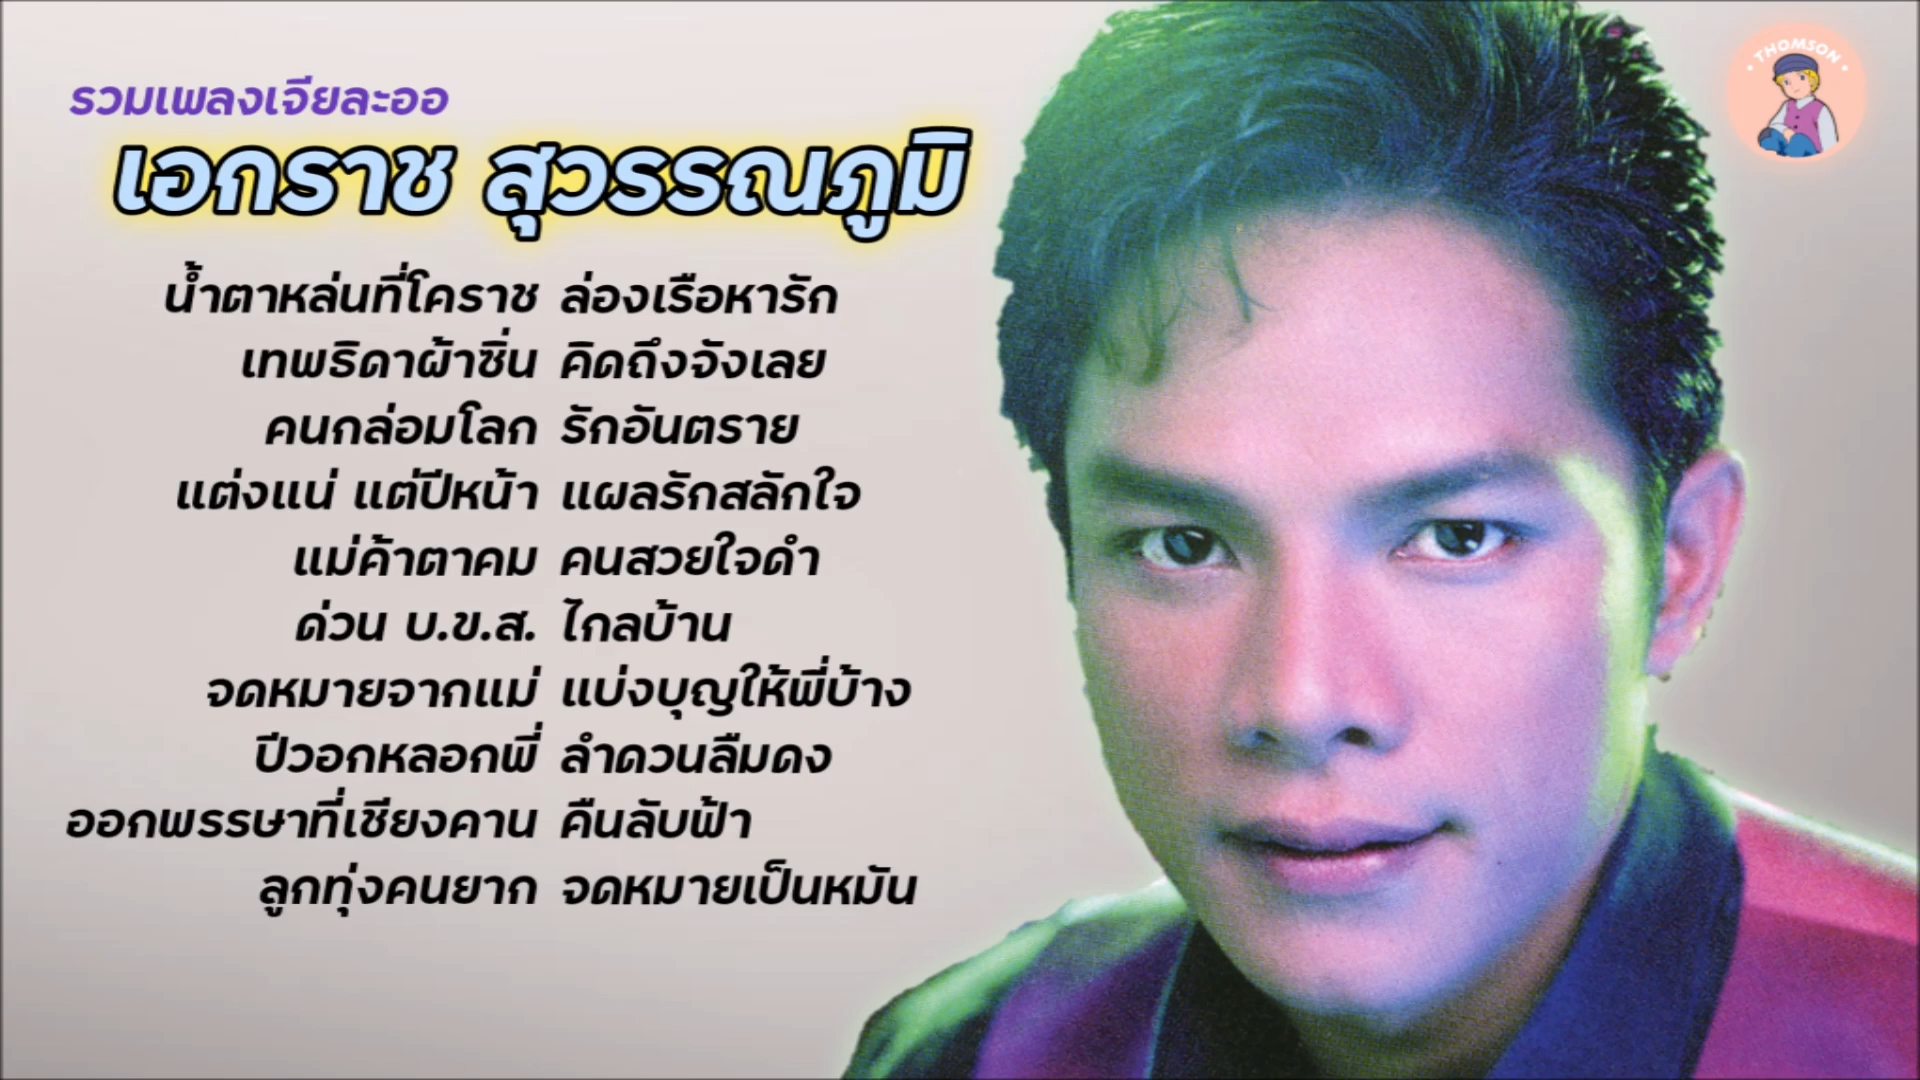 รวมเพลงเจียละออ
เอกราช สุวรรณภูมิ
น้ำตาหล่นที่โคราช ล่องเรือหารัก
เทพธิดาผ้าซิ่น คิดถึงจังเลย
คนกล่อมโลก รักอันตราย
แต่งแน่ แต่ปีหน้า แผลรักสลักใจ
แม่ค้าตาคม คนสวยใจดำ
ด่วน บ.ข.ส. ไกลบ้าน
จดหมายจากแม่ แบ่งบุญให้พี่บ้าง
ปีวอกหลอกพี่ ลำดวนลืมดง
ออกพรรษาที่เชียงคาน คืนลับฟ้า
ลูกทุ่งคนยาก จดหมายเป็นหมัน
• THOMSON •